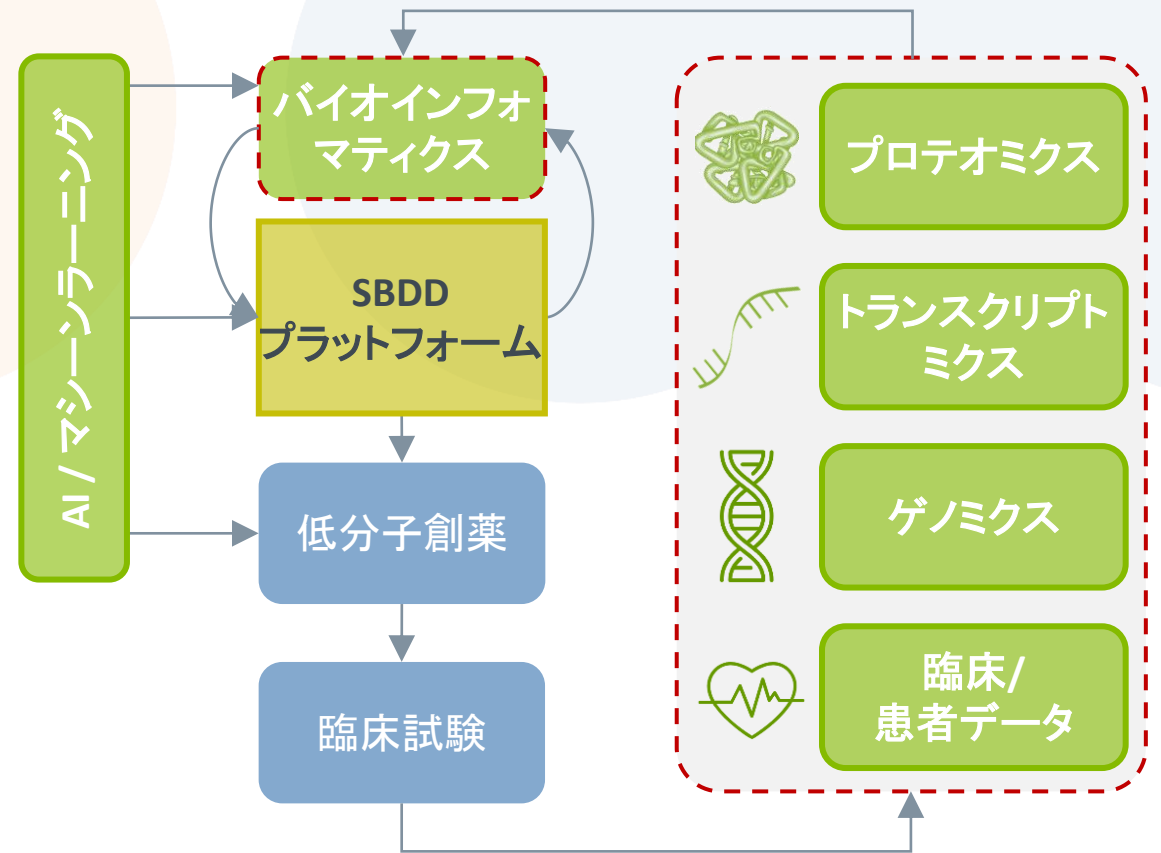 AI / マシーンラーニング
バイオインフォ
マティクス
SBDD
プラットフォーム
低分子創薬
臨床試験
プロテオミクス
トランスクリプト
ミクス
ゲノミクス
臨床/
患者データ